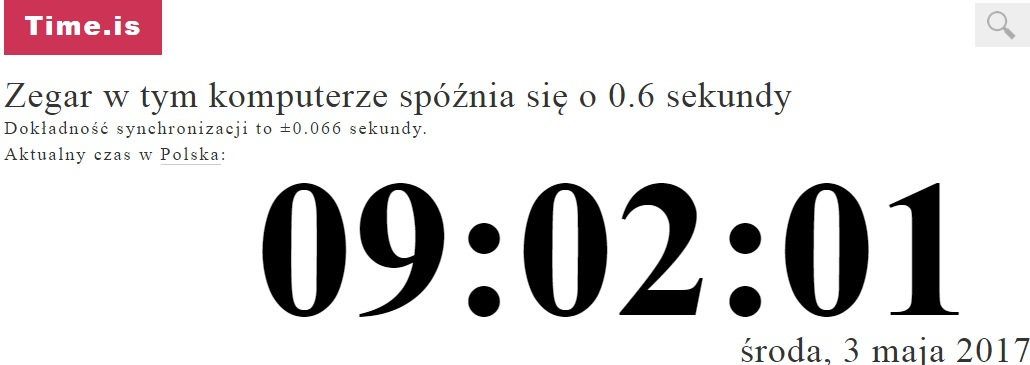 Time.is
Zegar w tym komputerze spóźnia się o 0.6 sekundy
Dokładność synchronizacji to ±0.066 sekundy.
Aktualny czas w Polska:
09:02:01
środa, 3 maja 2017